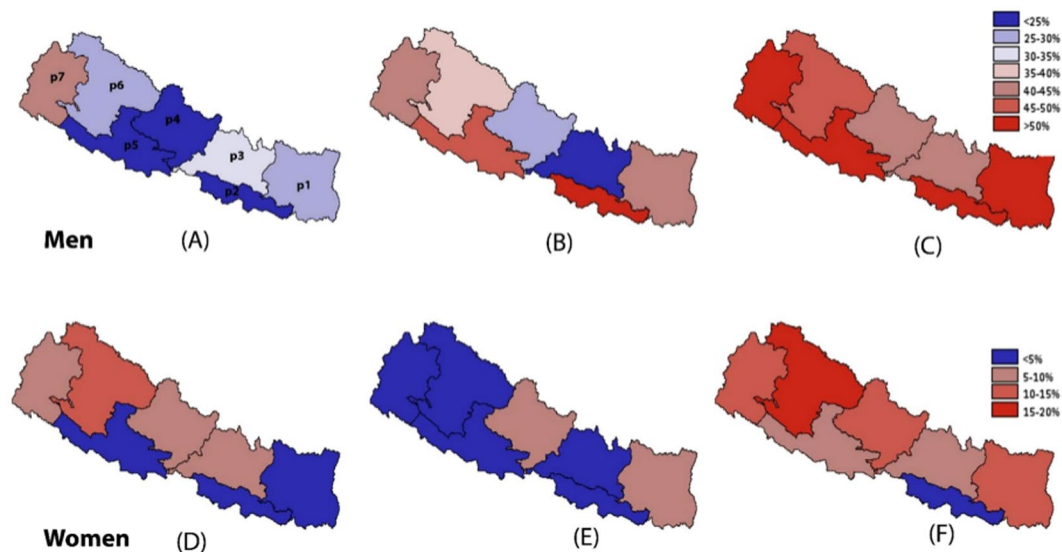 <25%
25-30%
30-35%
35-40%
40-45%
45-50%
>50%
p7
p6
p4
p5
p3
p2
p1
Men
(A)
(B)
(C)
<5%
5-10%
10-15%
15-20%
Women
(D)
(E)
(F)